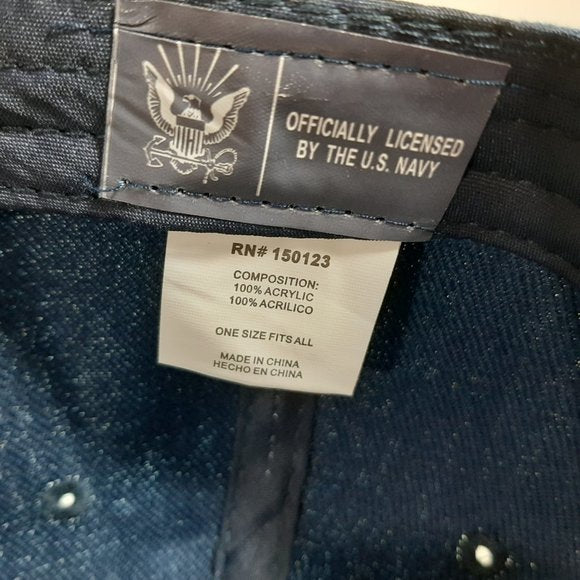 OFFICIALLY LICENSED
BY THE U.S. NAVY
RN# 150123
COMPOSITION:
100% ACRYLIC
100% ACRILICO
ONE SIZE FITS ALL
MADE IN CHINA
HECHO EN CHINA